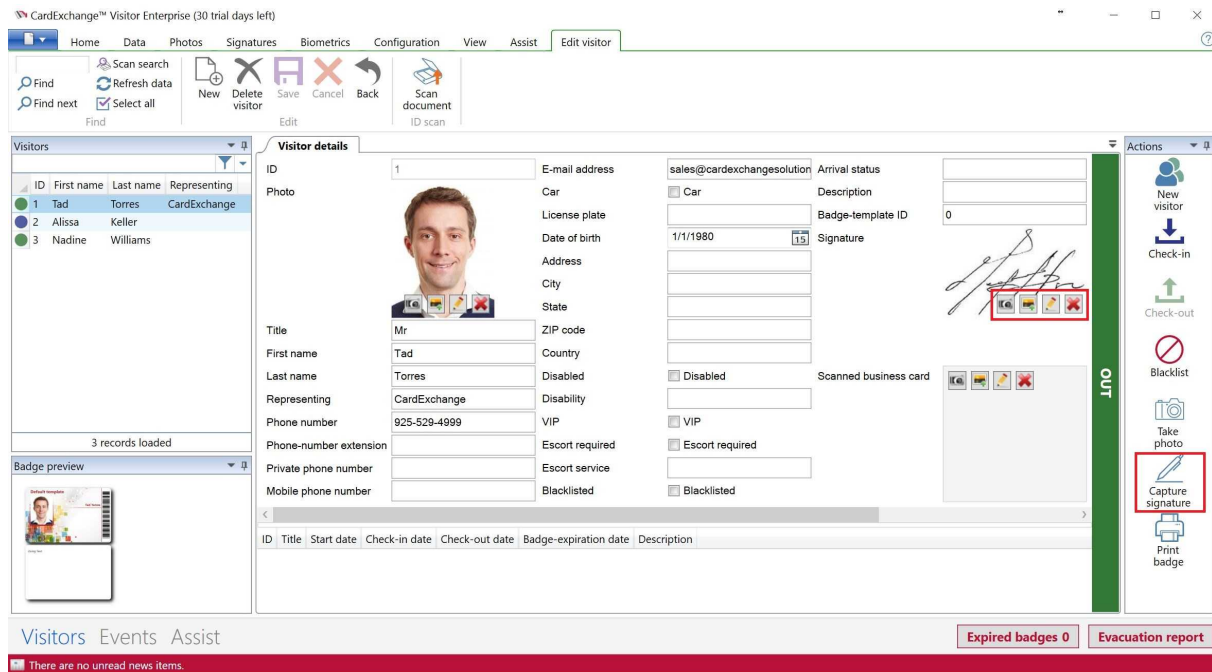 CardExchange™ Visitor Enterprise (30 trial days left)
Home Data Photos Signatures Biometrics Configuration View Assist Edit visitor
Find
Find next
Scan search
Refresh data
Select all
Find
New
Delete visitor
Save
Cancel
Back
Edit
Scan document
ID scan
Visitors
ID First name Last name Representing
1 Tad Torres CardExchange
2 Alissa Keller
3 Nadine Williams
3 records loaded
Badge preview
Default template
Visitor details
ID 1
Photo
Title Mr
First name Tad
Last name Torres
Representing CardExchange
Phone number 925-529-4999
Phone-number extension
Private phone number
Mobile phone number
E-mail address sales@cardexchangesolution
Car Car
License plate
Date of birth 1/1/1980 15
Address
City
State
ZIP code
Country
Disabled Disabled
Disability
VIP VIP
Escort required Escort required
Escort service
Blacklisted Blacklisted
Arrival status
Description
Badge-template ID 0
Signature
Scanned business card
OUT
ID Title Start date Check-in date Check-out date Badge-expiration date Description
Actions
New visitor
Check-in
Check-out
Blacklist
Take photo
Capture signature
Print badge
Visitors Events Assist
Expired badges 0
Evacuation report
There are no unread news items.